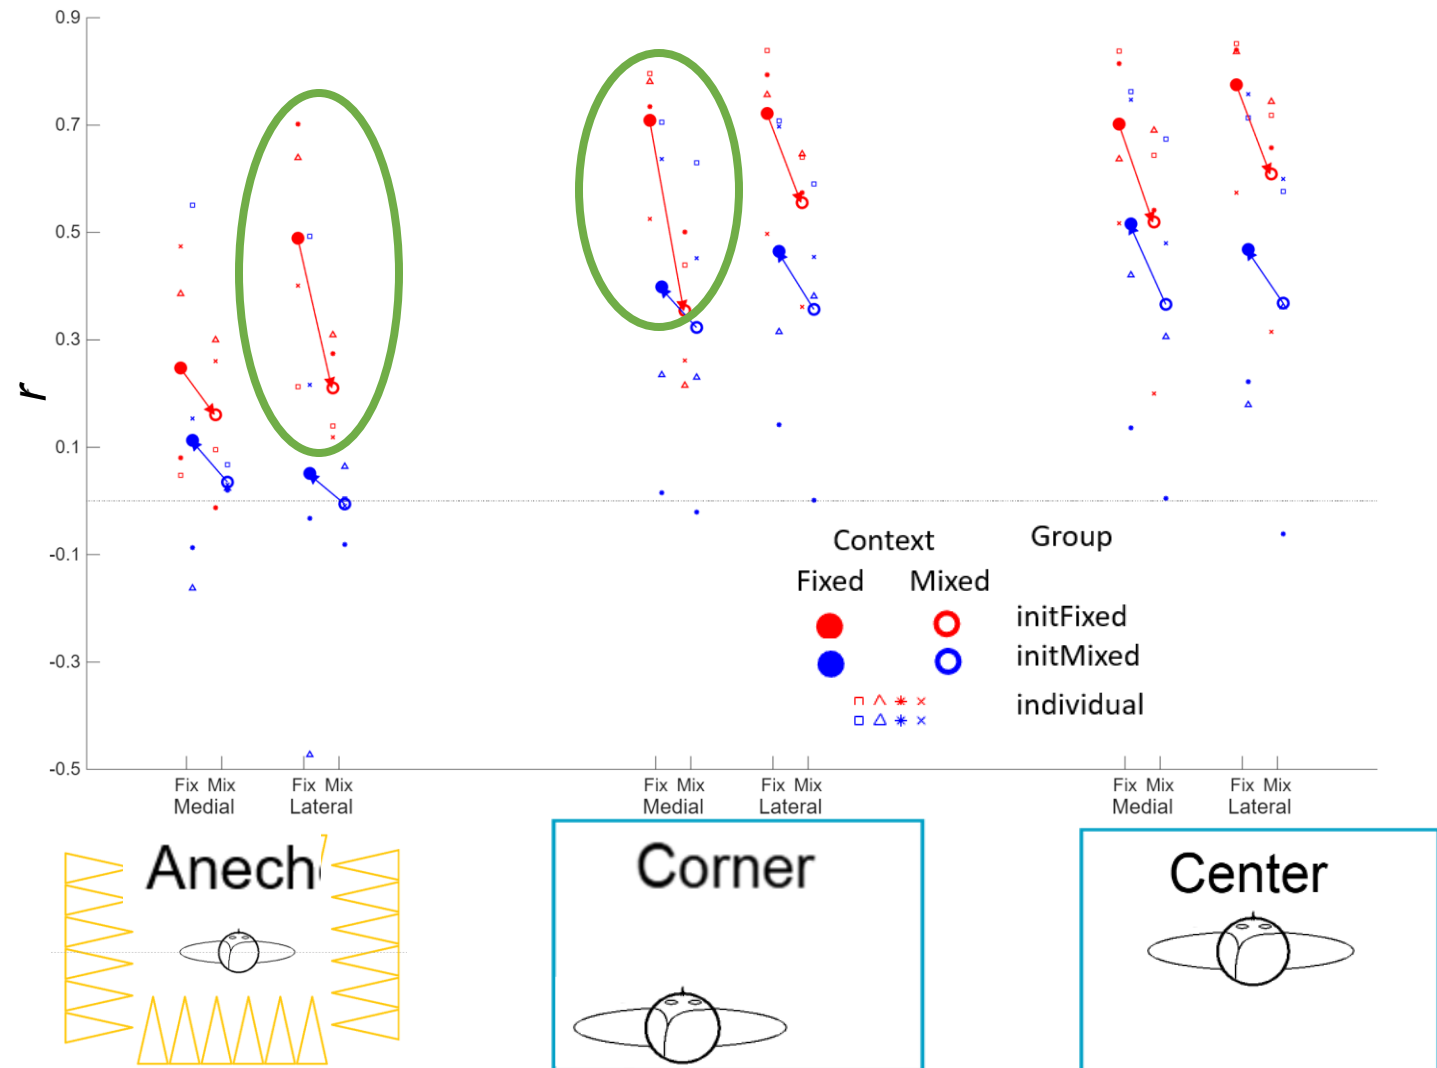 0.9
0.7
0.5
0.3
0.1
-0.1
-0.3
-0.5
r
Context Group
Fixed Mixed
initFixed
initMixed
individual
Fix Mix Fix Mix Fix Mix Fix Mix Fix Mix Fix Mix
Medial Lateral Medial Lateral Medial Lateral
Anech
Corner
Center